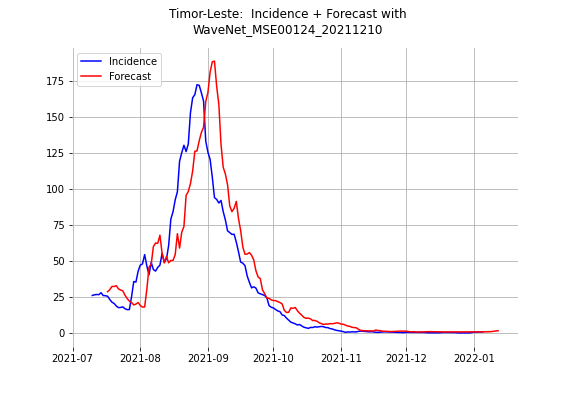 Timor-Leste:  Incidence + Forecast with
WaveNet_MSE00124_20211210
Incidence
Forecast
175
150
125
100
75
50
25
0
2021-07 2021-08 2021-09 2021-10 2021-11 2021-12 2022-01